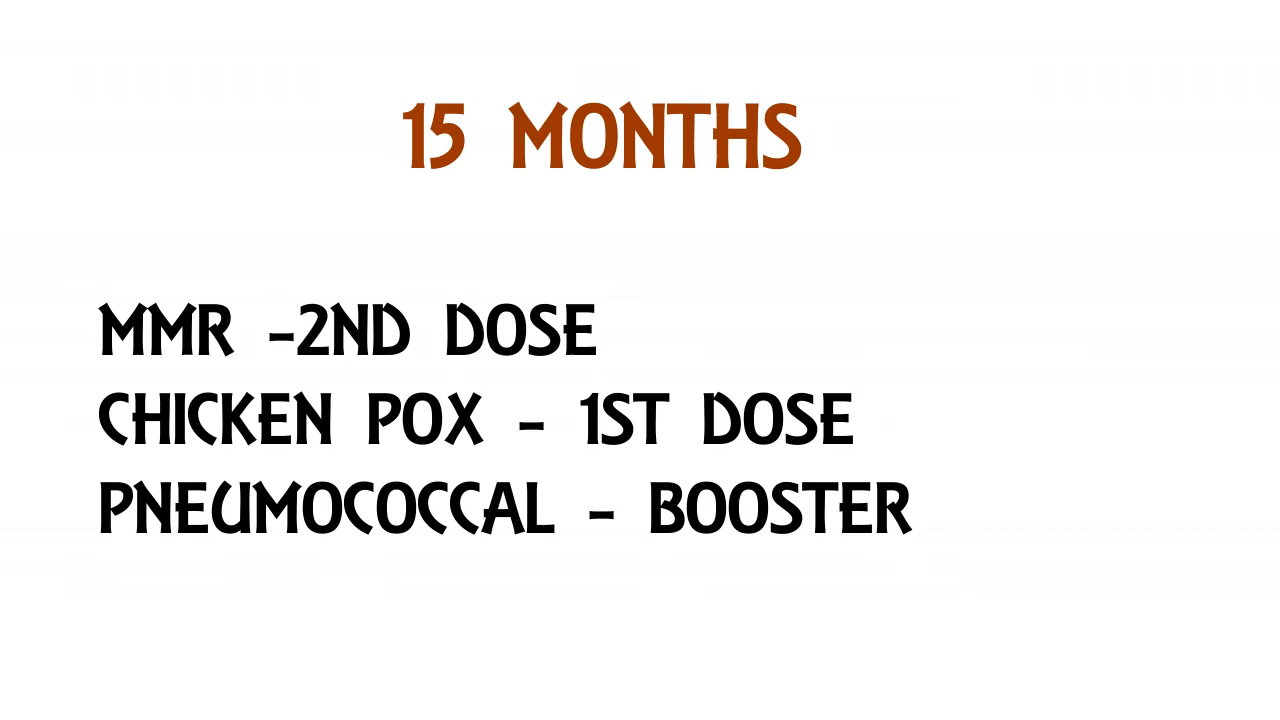 15 MONTHS
MMR -2ND DOSE
CHICKEN POX - 1ST DOSE
PNEUMOCOCCAL - BOOSTER